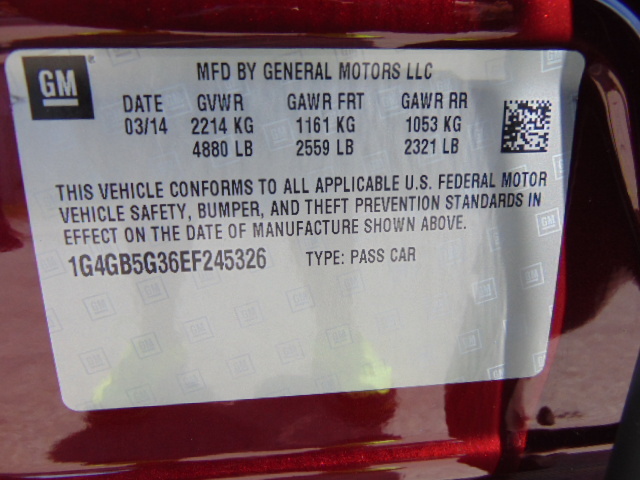 GM
MFD BY GENERAL MOTORS LLC
DATE GVWR GAWR FRT GAWR RR
03/14 2214 KG 1161 KG 1053 KG
4880 LB 2559 LB 2321 LB
THIS VEHICLE CONFORMS TO ALL APPLICABLE U.S. FEDERAL MOTOR
VEHICLE SAFETY, BUMPER, AND THEFT PREVENTION STANDARDS IN
EFFECT ON THE DATE OF MANUFACTURE SHOWN ABOVE.
1G4GB5G36EF245326 TYPE: PASS CAR